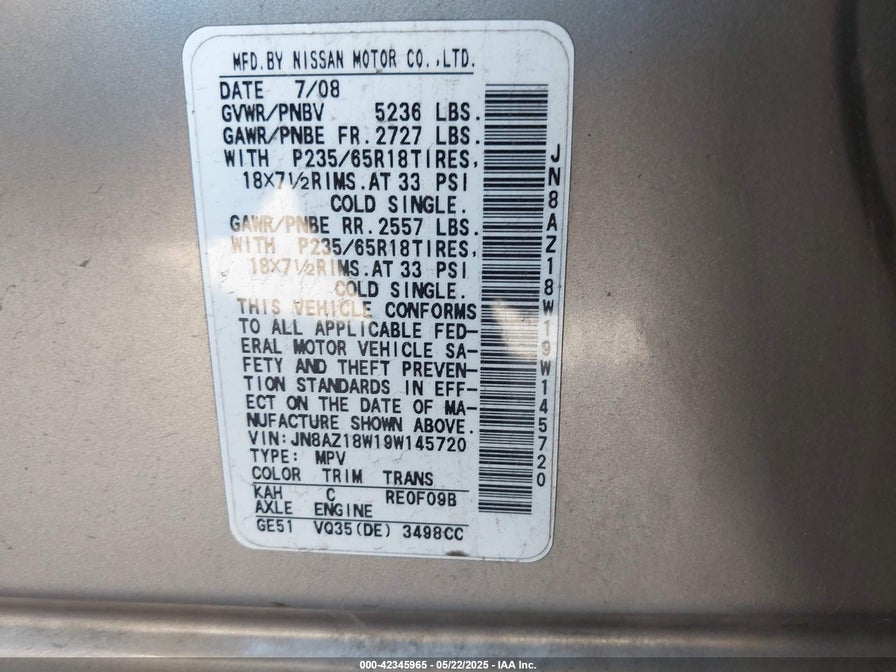 MFD.BY NISSAN MOTOR CO.,LTD.
DATE 7/08
GVWR/PNBV 5236 LBS.
GAWR/PNBE FR.2727 LBS.
WITH P235/65R18TIRES,
18X7½RIMS.AT 33 PSI
COLD SINGLE.
GAWR/PNBE RR.2557 LBS.
WITH P235/65R18TIRES,
18X7½RIMS.AT 33 PSI
COLD SINGLE.
THIS VEHICLE CONFORMS
TO ALL APPLICABLE FED-
ERAL MOTOR VEHICLE SA-
FETY AND THEFT PREVEN-
TION STANDARDS IN EFF-
ECT ON THE DATE OF MA-
NUFACTURE SHOWN ABOVE.
VIN:JN8AZ18W19W145720
TYPE: MPV
COLOR TRIM TRANS
KAH C RE0F09B
AXLE ENGINE
GE51 VQ35(DE) 3498CC
JN8AZ18W19W145720
000-42345965 - 05/22/2025 - IAA Inc.